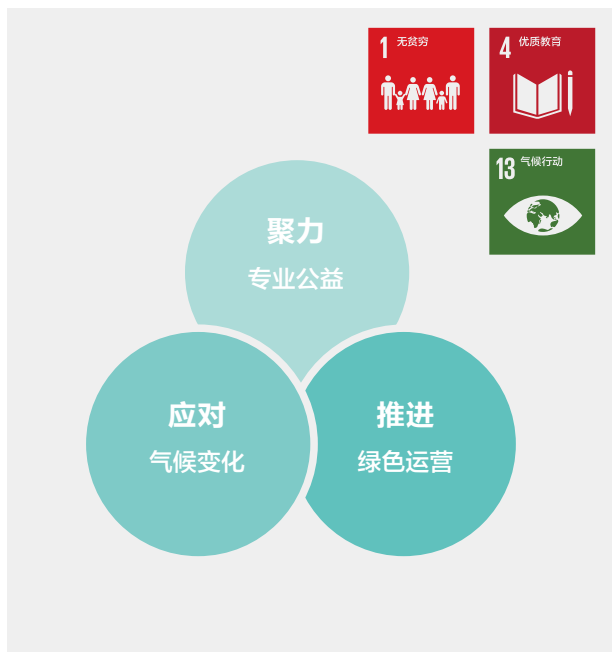 1 无贫穷
4 优质教育
13 气候行动
聚力
专业公益
应对
气候变化
推进
绿色运营